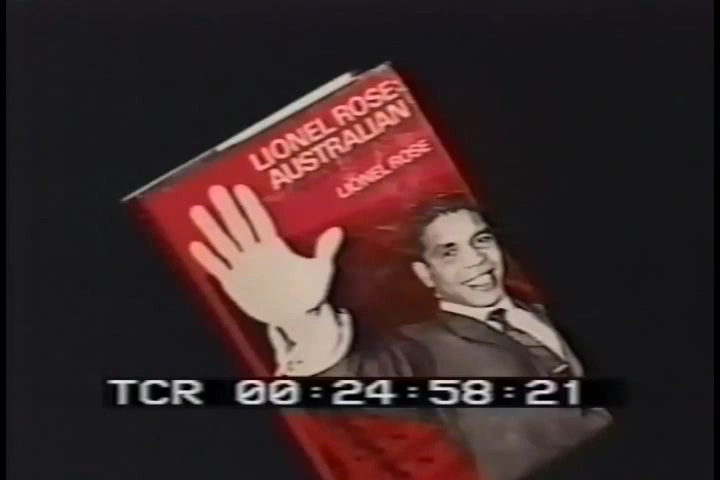 LIONEL ROSE:
AUSTRALIAN
LIONEL ROSE
TCR 00:24:58:21